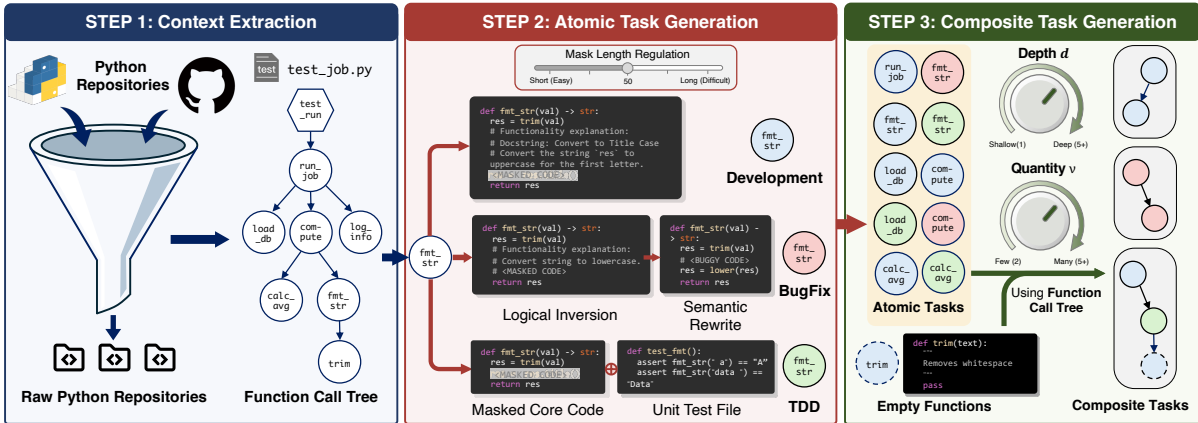 STEP 1: Context Extraction
Python
Repositories
test
test_job.py
test
_run
run_
job
load
_db
com-
pute
log_
info
calc_
avg
fmt_
str
trim
Raw Python Repositories
Function Call Tree
STEP 2: Atomic Task Generation
Mask Length Regulation
Short (Easy)
50
Long (Difficult)
fmt_
str
def fmt_str(val) -> str:
res = trim(val)
# Functionality explanation:
# Docstring: Convert to Title Case
# Convert the string `res` to
uppercase for the first letter.
<MASKED CODE>
return res
fmt_
str
Development
def fmt_str(val) -> str:
res = trim(val)
# Functionality explanation:
# Convert string to lowercase.
# <MASKED CODE>
return res
Logical Inversion
def fmt_str(val) -
> str:
res = trim(val)
# <BUGGY CODE>
res = lower(res)
return res
Semantic
Rewrite
fmt_
str
BugFix
def fmt_str(val) -> str:
res = trim(val)
<MASKED CODE>
return res
Masked Core Code
def test_fmt():
assert fmt_str(" a") == "A"
assert fmt_str("data ") ==
"Data"
Unit Test File
fmt_
str
TDD
STEP 3: Composite Task Generation
run_
job
fmt_
str
fmt_
str
fmt_
str
load
_db
com-
pute
load
_db
com-
pute
calc_
avg
calc_
avg
Atomic Tasks
Depth d
Shallow(1)
Deep (5+)
Quantity v
Few (2)
Many (5+)
Using Function
Call Tree
trim
def trim(text):
"""
Removes whitespace
"""
pass
Empty Functions
Composite Tasks